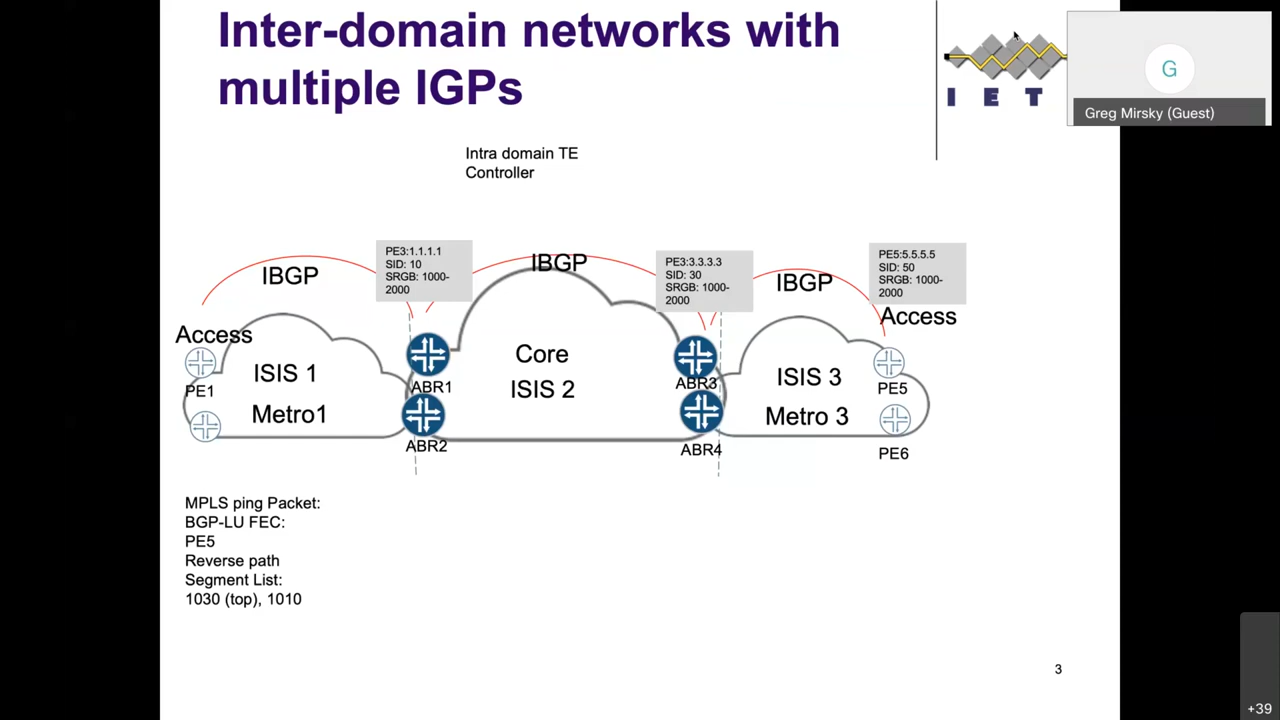 Inter-domain networks with
multiple IGPs
I E T
G
Greg Mirsky (Guest)
Intra domain TE
Controller
PE3:1.1.1.1
SID: 10
SRGB: 1000-
2000
IBGP
IBGP
PE3:3.3.3.3
SID: 30
SRGB: 1000-
2000
IBGP
PE5:5.5.5.5
SID: 50
SRGB: 1000-
2000
Access
Access
PE1
ISIS 1
Metro1
ABR1
ABR2
Core
ISIS 2
ABR3
ABR4
ISIS 3
Metro 3
PE5
PE6
MPLS ping Packet:
BGP-LU FEC:
PE5
Reverse path
Segment List:
1030 (top), 1010
3
+39